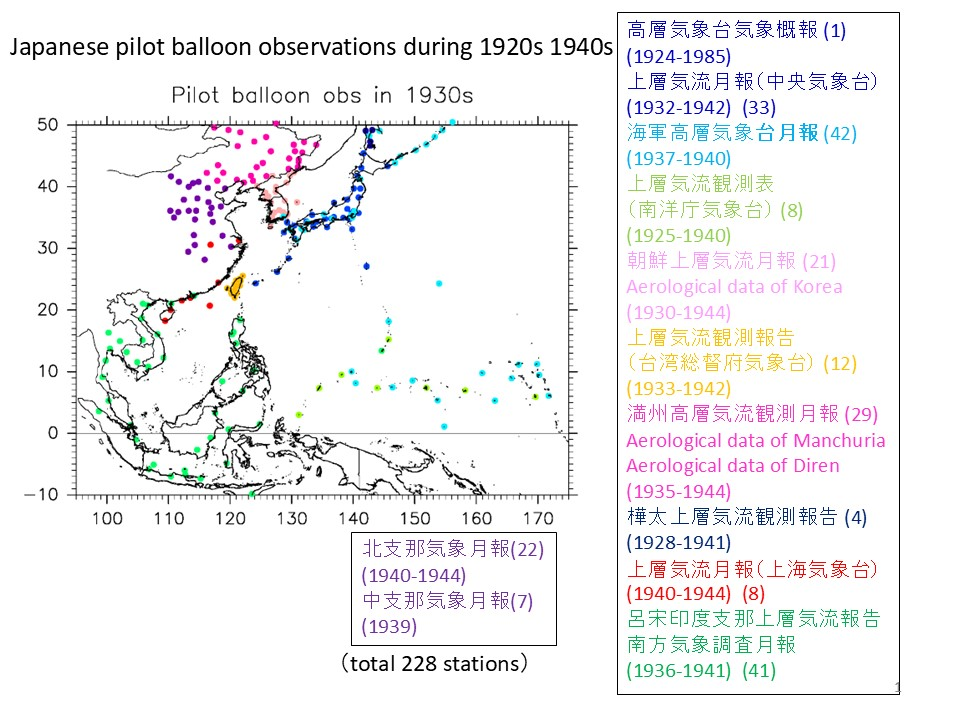 Japanese pilot balloon observations during 1920s 1940s
Pilot balloon obs in 1930s
50
40
30
20
10
0
−10
100 110 120 130 140 150 160 170
北支那気象月報(22)
(1940-1944)
中支那気象月報(7)
(1939)
（total 228 stations）
高層気象台気象概報 (1)
(1924-1985)
上層気流月報（中央気象台）
(1932-1942) (33)
海軍高層気象台月報 (42)
(1937-1940)
上層気流観測表
（南洋庁気象台） (8)
(1925-1940)
朝鮮上層気流月報 (21)
Aerological data of Korea
(1930-1944)
上層気流観測報告
（台湾総督府気象台） (12)
(1933-1942)
満州高層気流観測月報 (29)
Aerological data of Manchuria
Aerological data of Diren
(1935-1944)
樺太上層気流観測報告 (4)
(1928-1941)
上層気流月報（上海気象台）
(1940-1944) (8)
呂宋印度支那上層気流報告
南方気象調査月報
(1936-1941) (41)
1